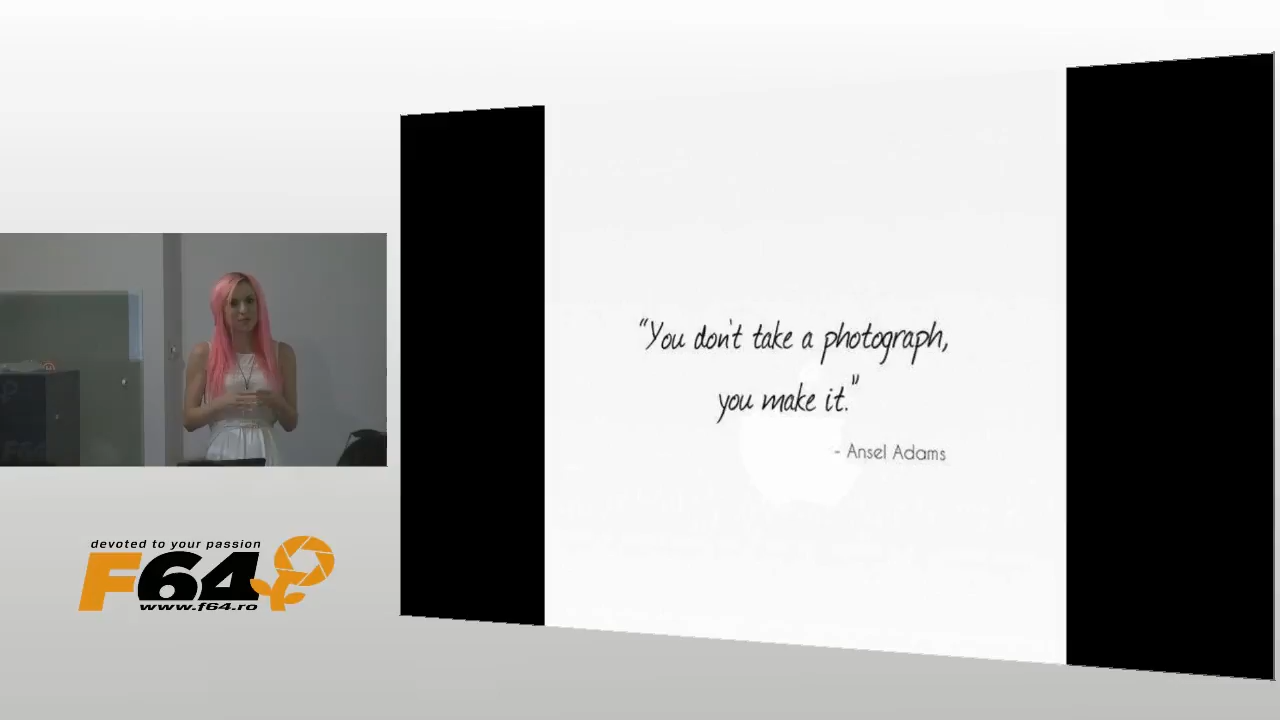 “You don't take a photograph,
you make it.”
- Ansel Adams
devoted to your passion
F64
www.f64.ro